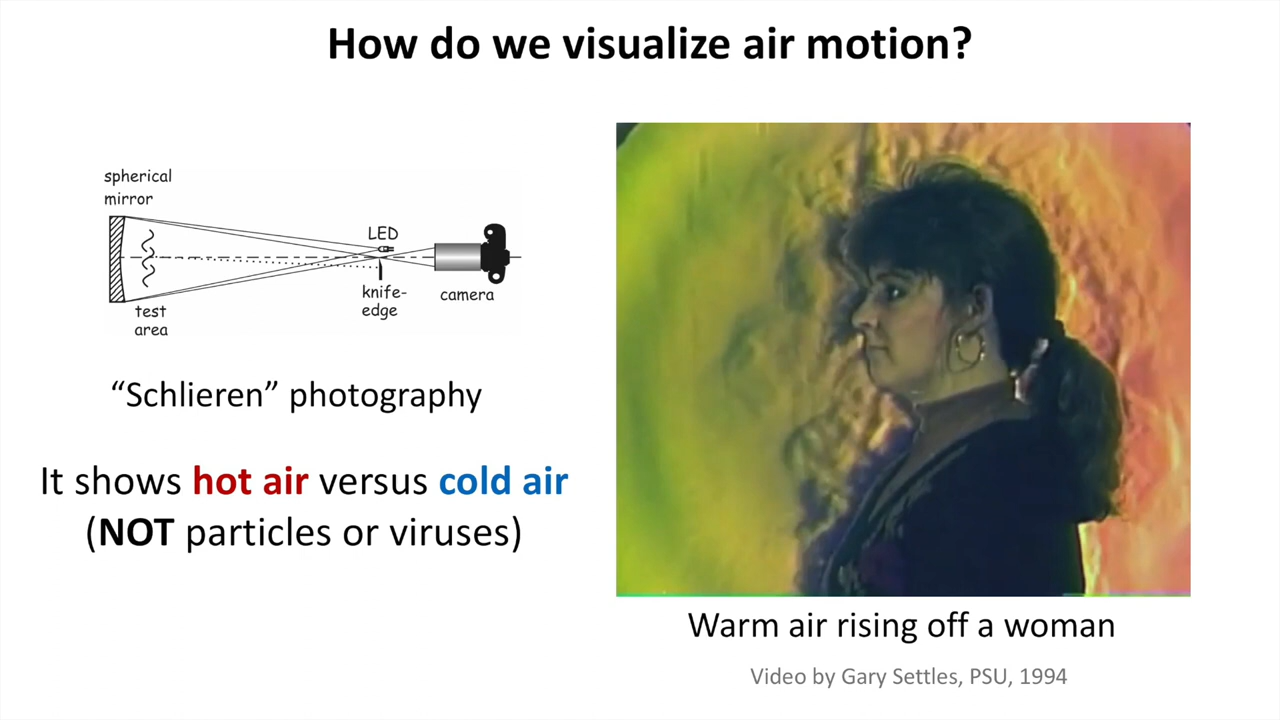 How do we visualize air motion?
spherical
mirror
LED
knife-
edge
camera
test
area
“Schlieren” photography
It shows hot air versus cold air
(NOT particles or viruses)
Warm air rising off a woman
Video by Gary Settles, PSU, 1994